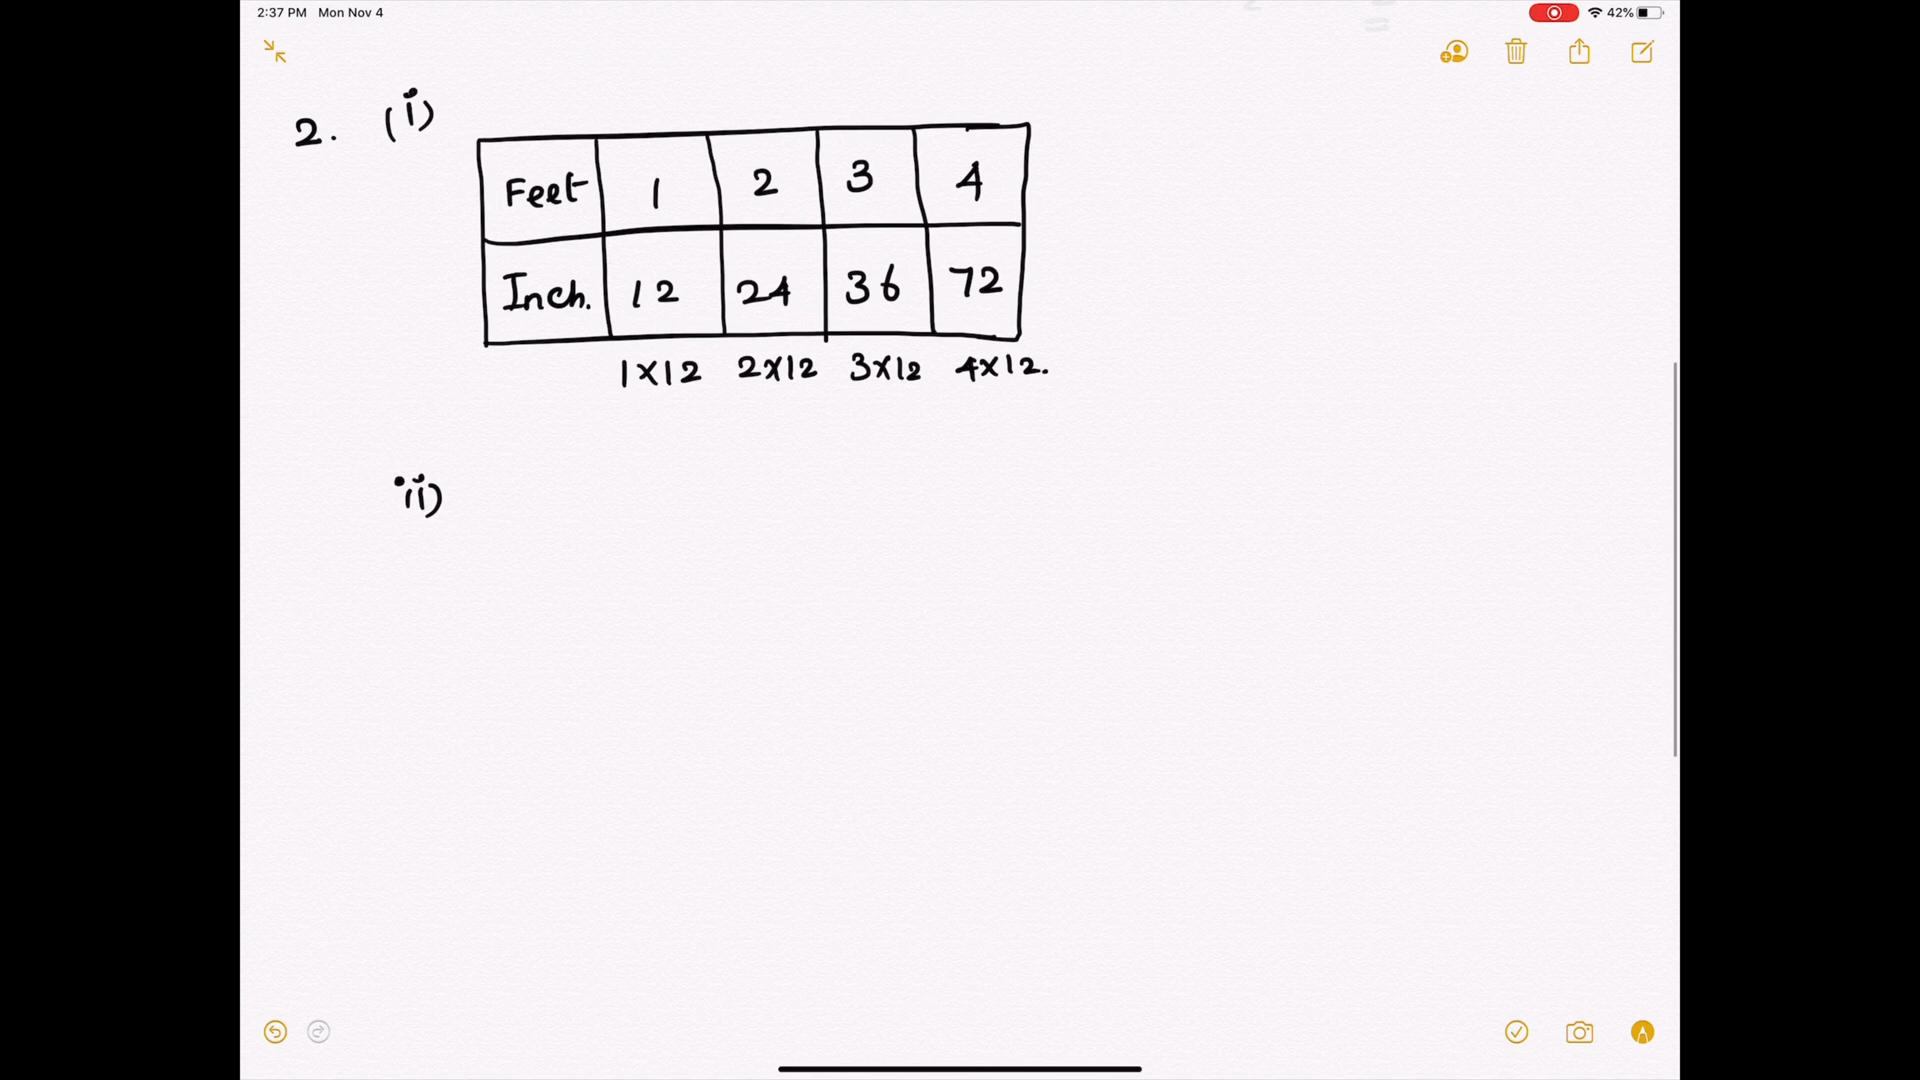 2:37 PM Mon Nov 4 42%
2. (i)
Feet 1 2 3 4
Inch. 12 24 36 72
1×12 2×12 3×12 4×12.
ii)